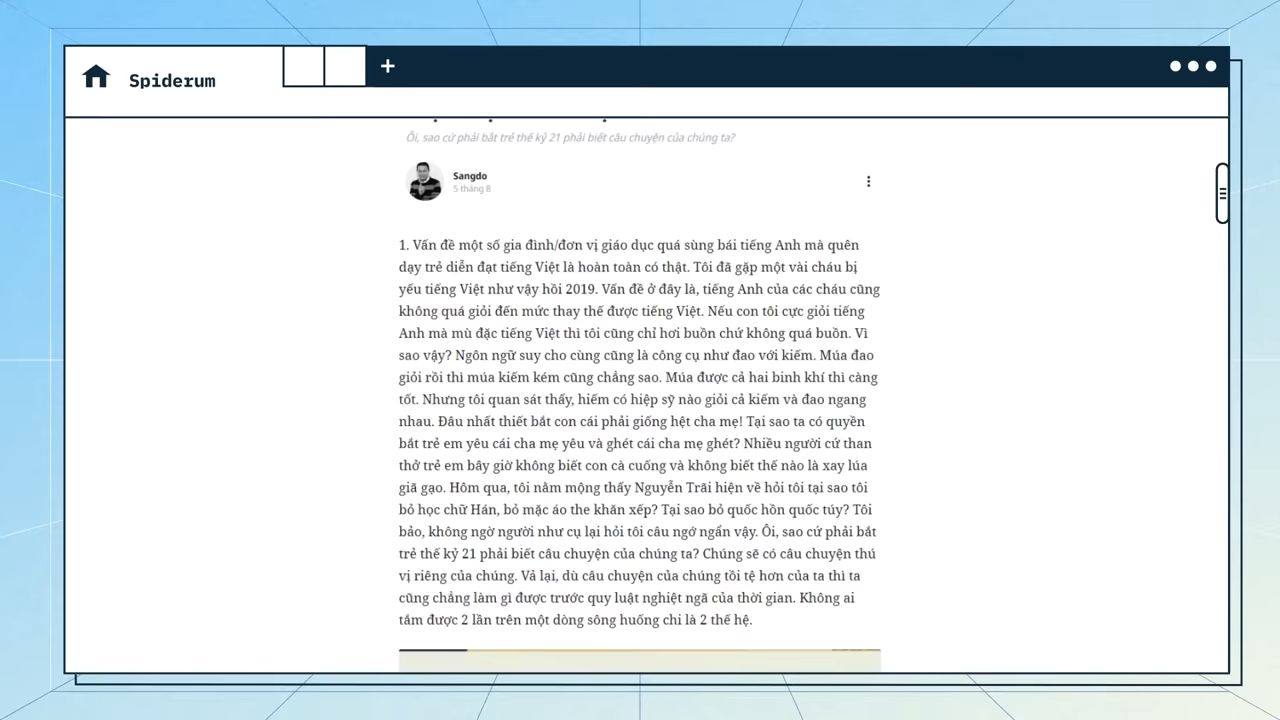 Spiderum
Ôi, sao cứ phải bắt trẻ thế kỷ 21 phải biết câu chuyện của chúng ta?
Sangdo
5 tháng 8
1. Vấn đề một số gia đình/đơn vị giáo dục quá sùng bái tiếng Anh mà quên
dạy trẻ diễn đạt tiếng Việt là hoàn toàn có thật. Tôi đã gặp một vài cháu bị
yếu tiếng Việt như vậy hồi 2019. Vấn đề ở đây là, tiếng Anh của các cháu cũng
không quá giỏi đến mức thay thế được tiếng Việt. Nếu con tôi cực giỏi tiếng
Anh mà mù đặc tiếng Việt thì tôi cũng chỉ hơi buồn chứ không quá buồn. Vì
sao vậy? Ngôn ngữ suy cho cùng cũng là công cụ như đao với kiếm. Múa đao
giỏi rồi thì múa kiếm kém cũng chẳng sao. Múa được cả hai binh khí thì càng
tốt. Nhưng tôi quan sát thấy, hiếm có hiệp sỹ nào giỏi cả kiếm và đao ngang
nhau. Đâu nhất thiết bắt con cái phải giống hệt cha mẹ! Tại sao ta có quyền
bắt trẻ em yêu cái cha mẹ yêu và ghét cái cha mẹ ghét? Nhiều người cứ than
thở trẻ em bây giờ không biết con cà cuống và không biết thế nào là xay lúa
giã gạo. Hôm qua, tôi nằm mộng thấy Nguyễn Trãi hiện về hỏi tôi tại sao tôi
bỏ học chữ Hán, bỏ mặc áo the khăn xếp? Tại sao bỏ quốc hồn quốc túy? Tôi
bảo, không ngờ người như cụ lại hỏi tôi câu ngớ ngẩn vậy. Ôi, sao cứ phải bắt
trẻ thế kỷ 21 phải biết câu chuyện của chúng ta? Chúng sẽ có câu chuyện thú
vị riêng của chúng. Vả lại, dù câu chuyện của chúng tồi tệ hơn của ta thì ta
cũng chẳng làm gì được trước quy luật nghiệt ngã của thời gian. Không ai
tắm được 2 lần trên một dòng sông huống chi là 2 thế hệ.